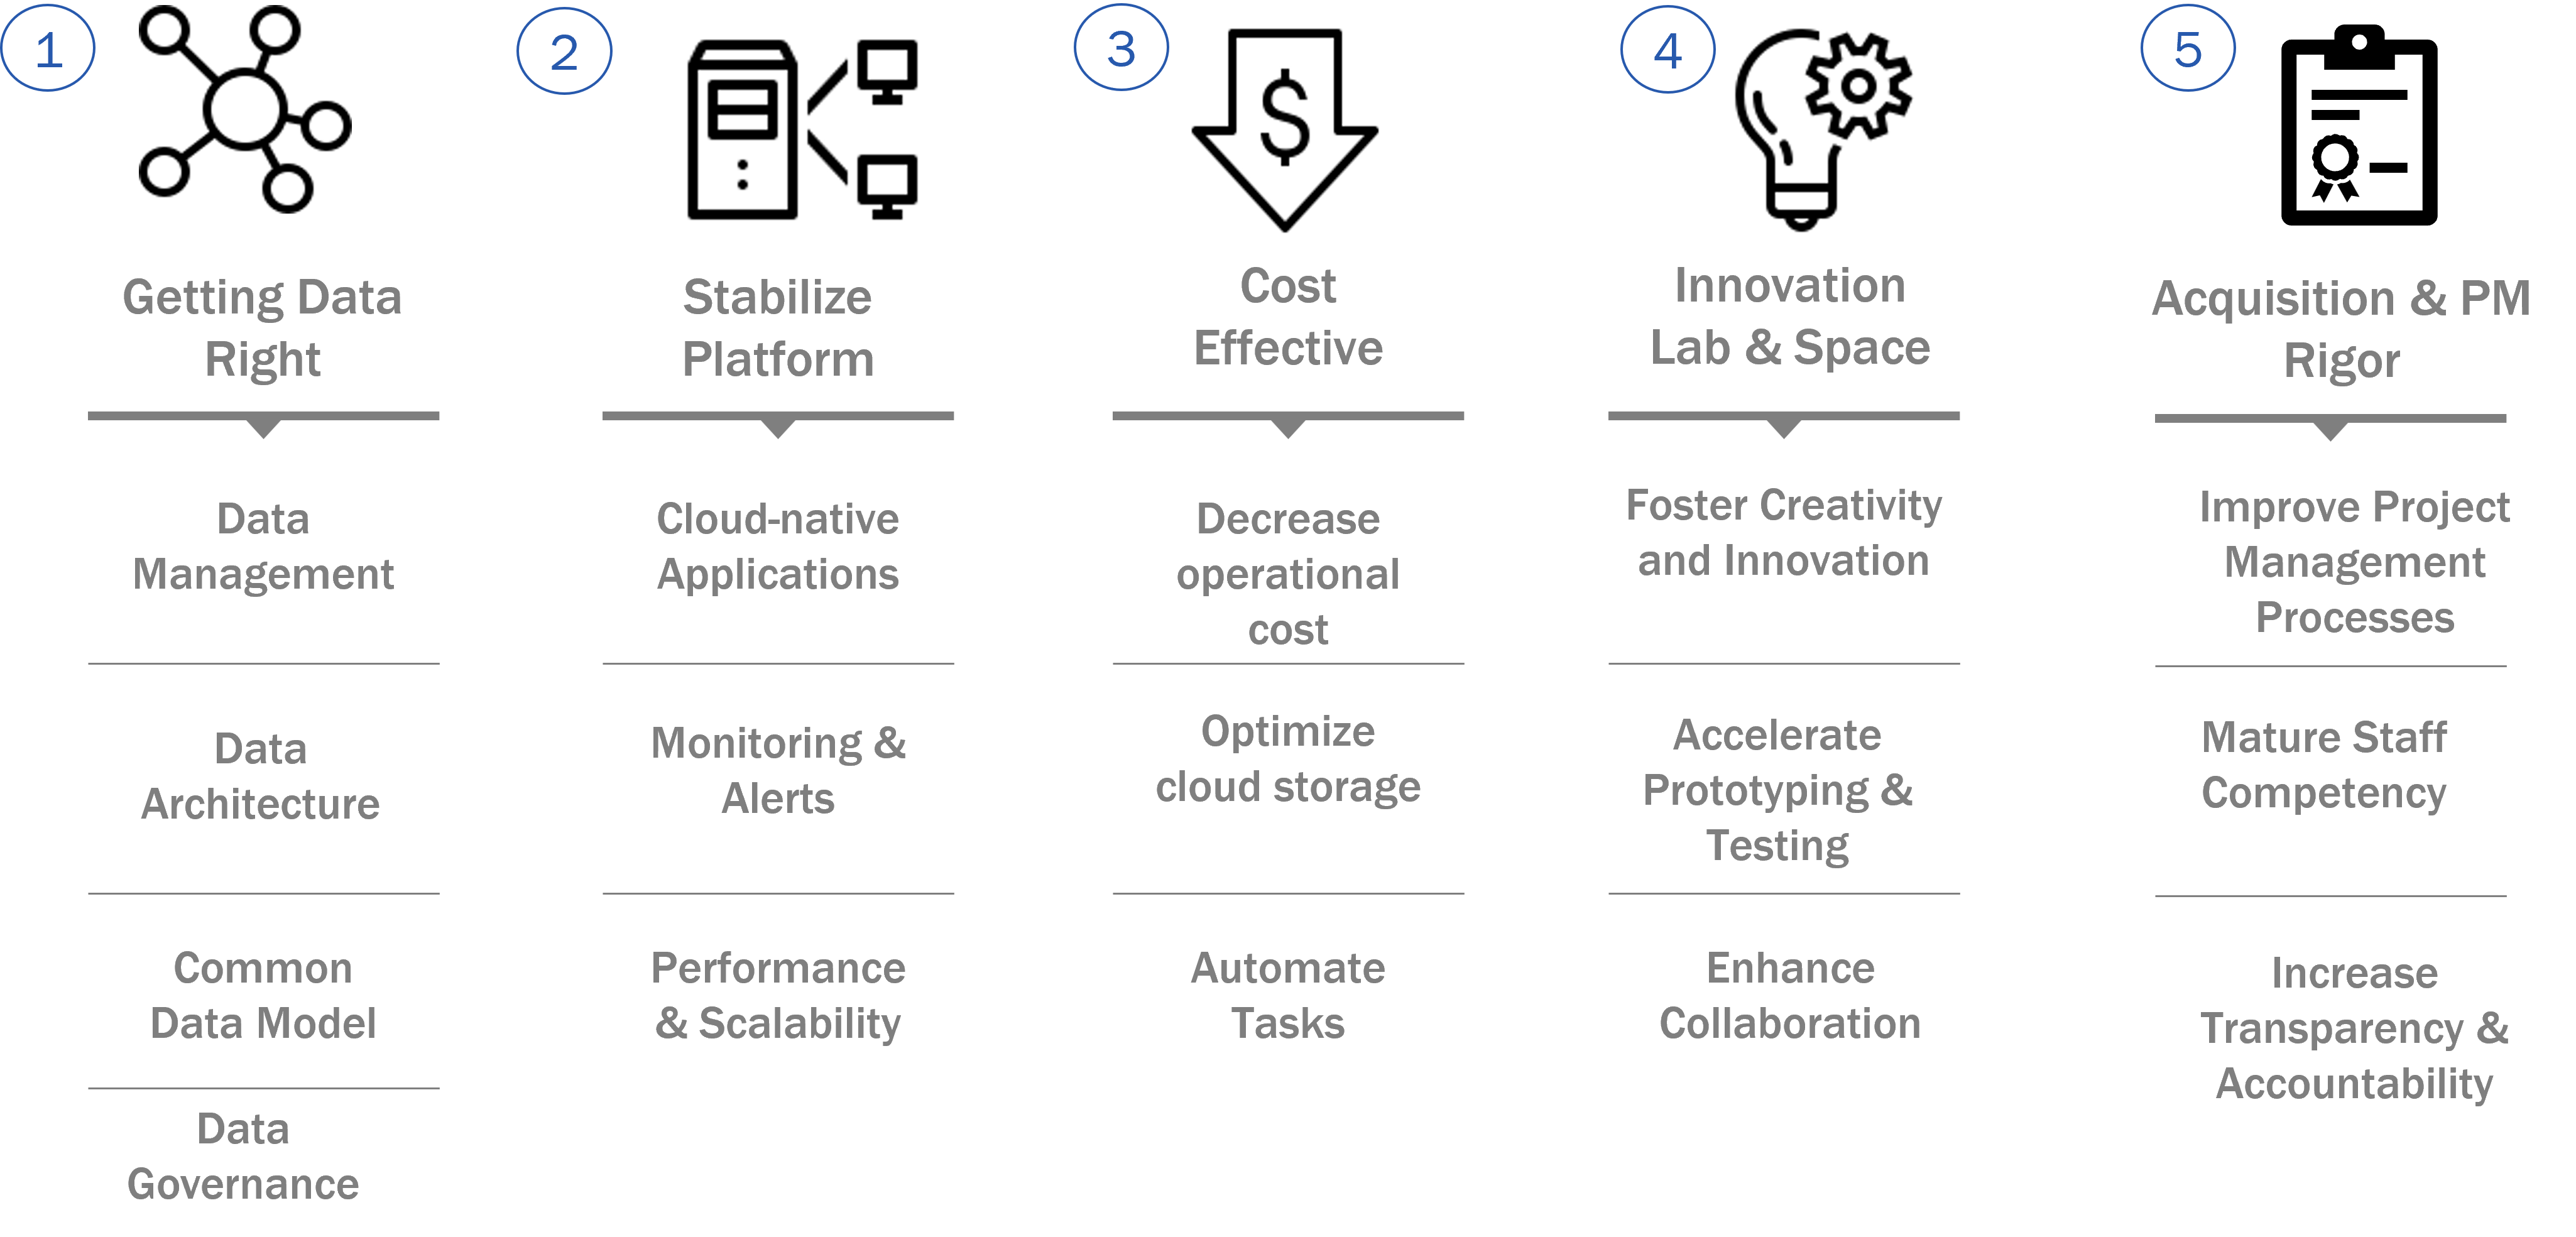 1
Getting Data
Right
Data
Management
Data
Architecture
Common
Data Model
Data
Governance
2
Stabilize
Platform
Cloud-native
Applications
Monitoring &
Alerts
Performance
& Scalability
3
$
Cost
Effective
Decrease
operational
cost
Optimize
cloud storage
Automate
Tasks
4
Innovation
Lab & Space
Foster Creativity
and Innovation
Accelerate
Prototyping &
Testing
Enhance
Collaboration
5
Acquisition & PM
Rigor
Improve Project
Management
Processes
Mature Staff
Competency
Increase
Transparency &
Accountability